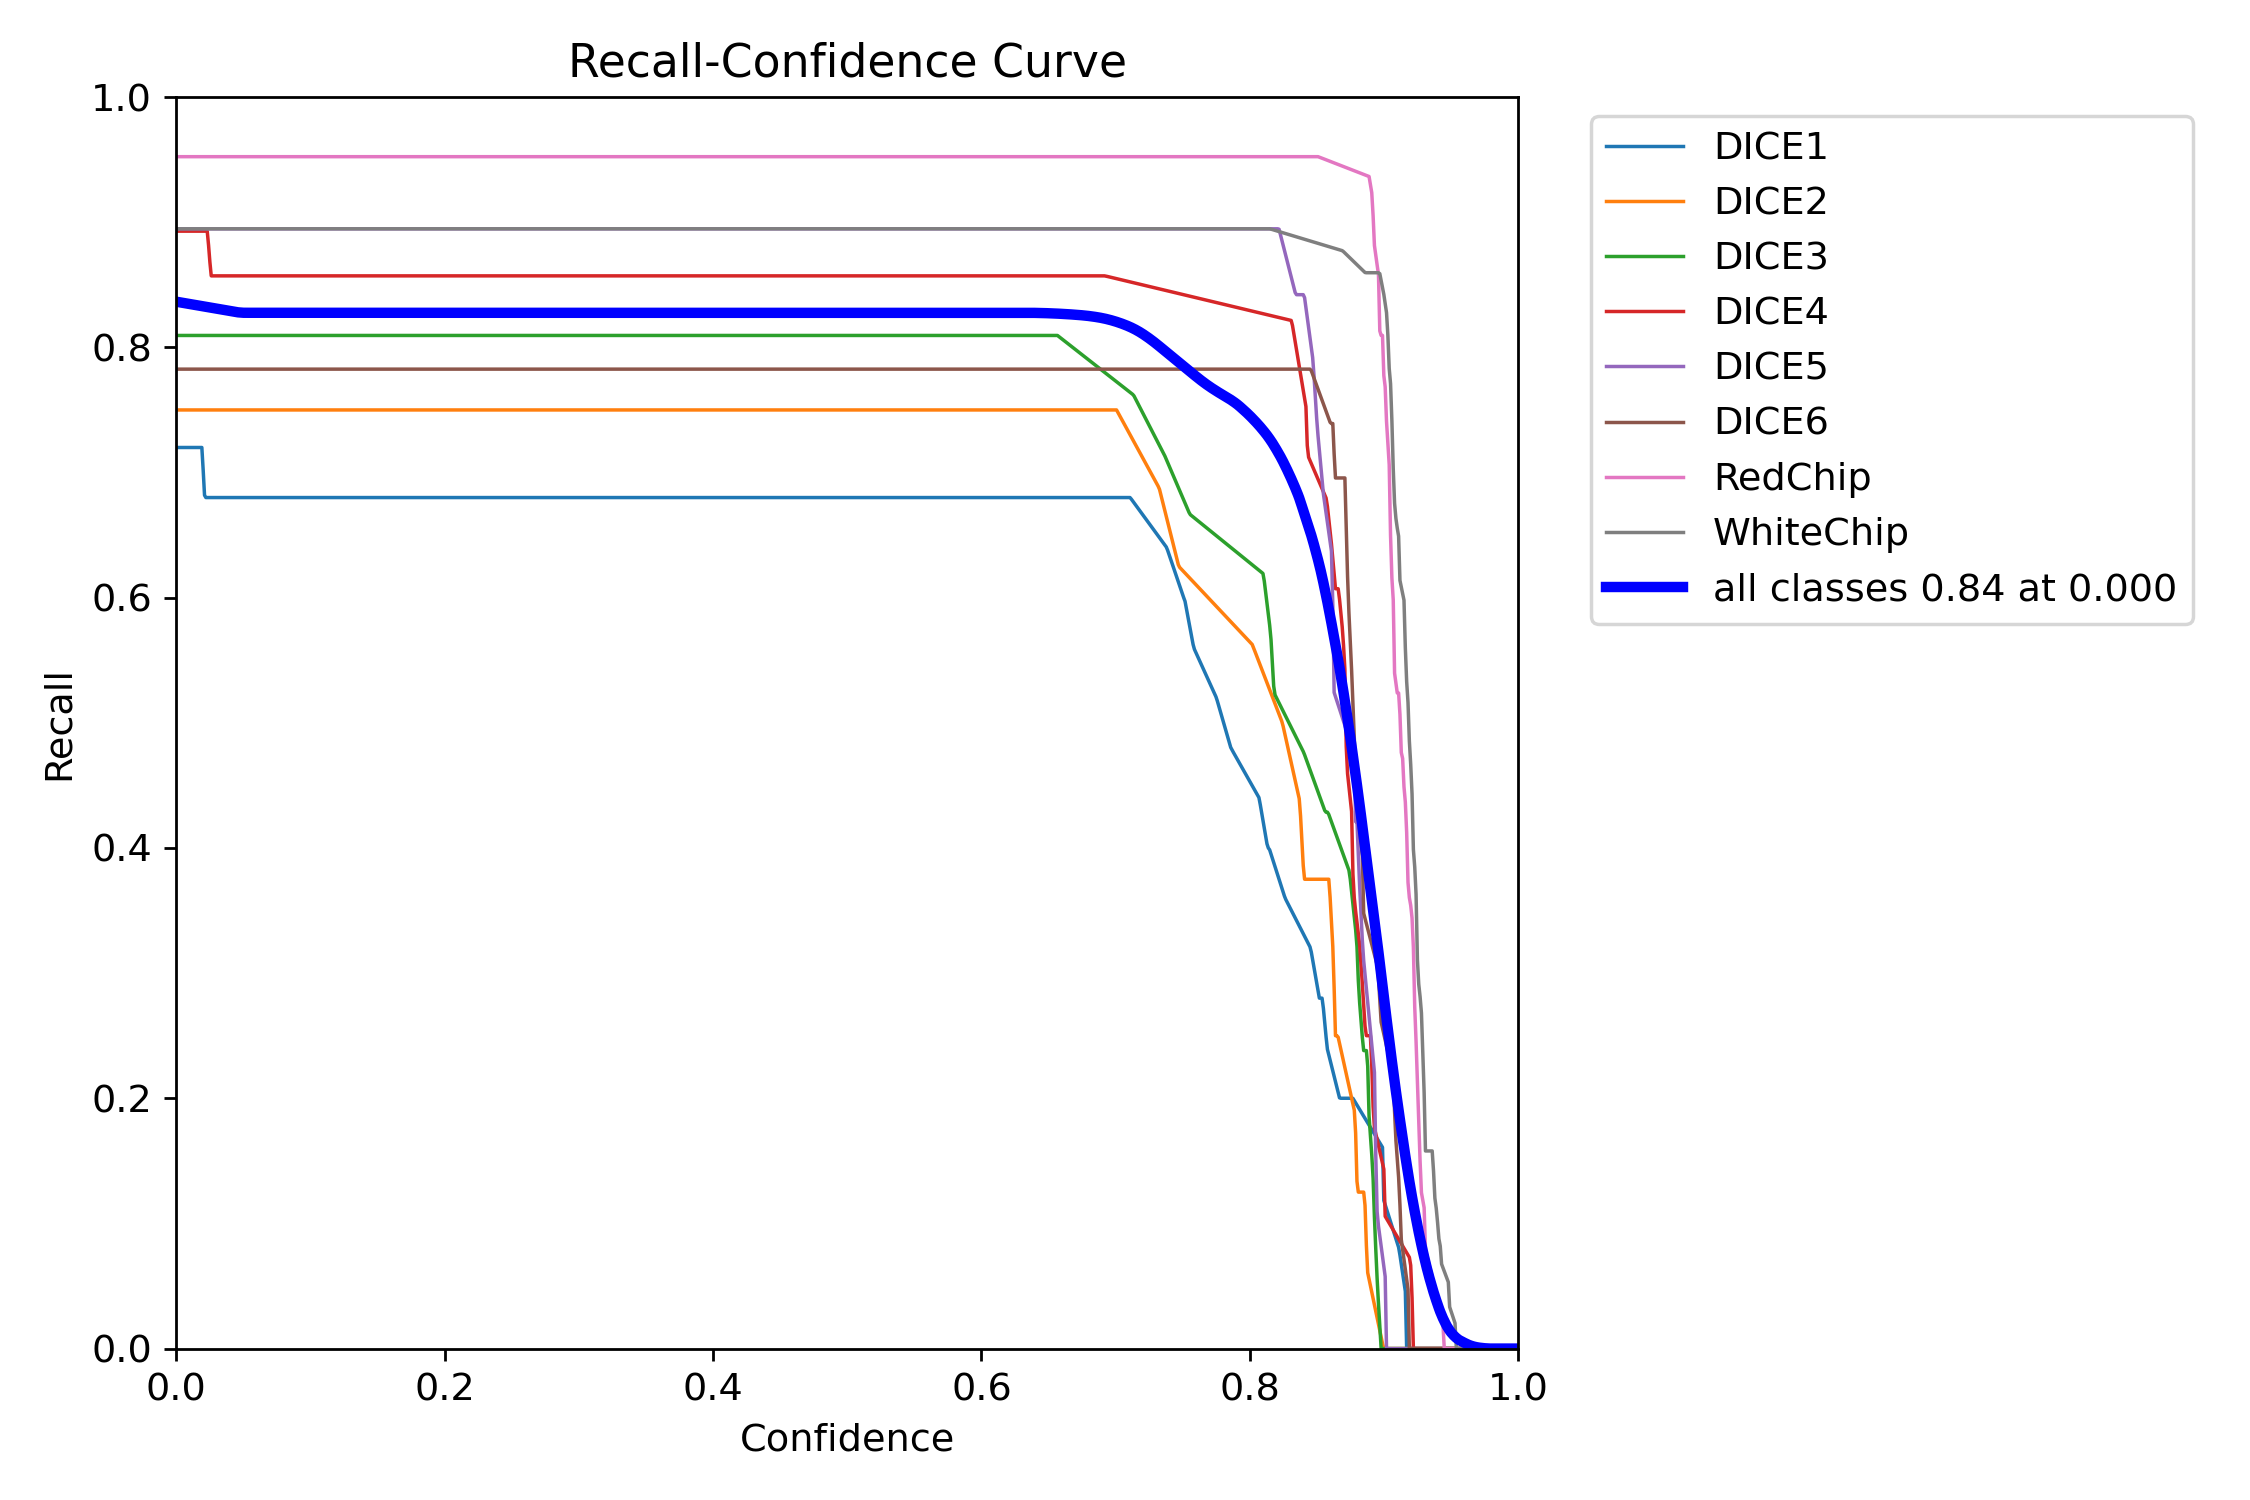 Recall-Confidence Curve
1.0
0.8
0.6
0.4
0.2
0.0
Recall
0.0 0.2 0.4 0.6 0.8 1.0
Confidence
DICE1
DICE2
DICE3
DICE4
DICE5
DICE6
RedChip
WhiteChip
all classes 0.84 at 0.000